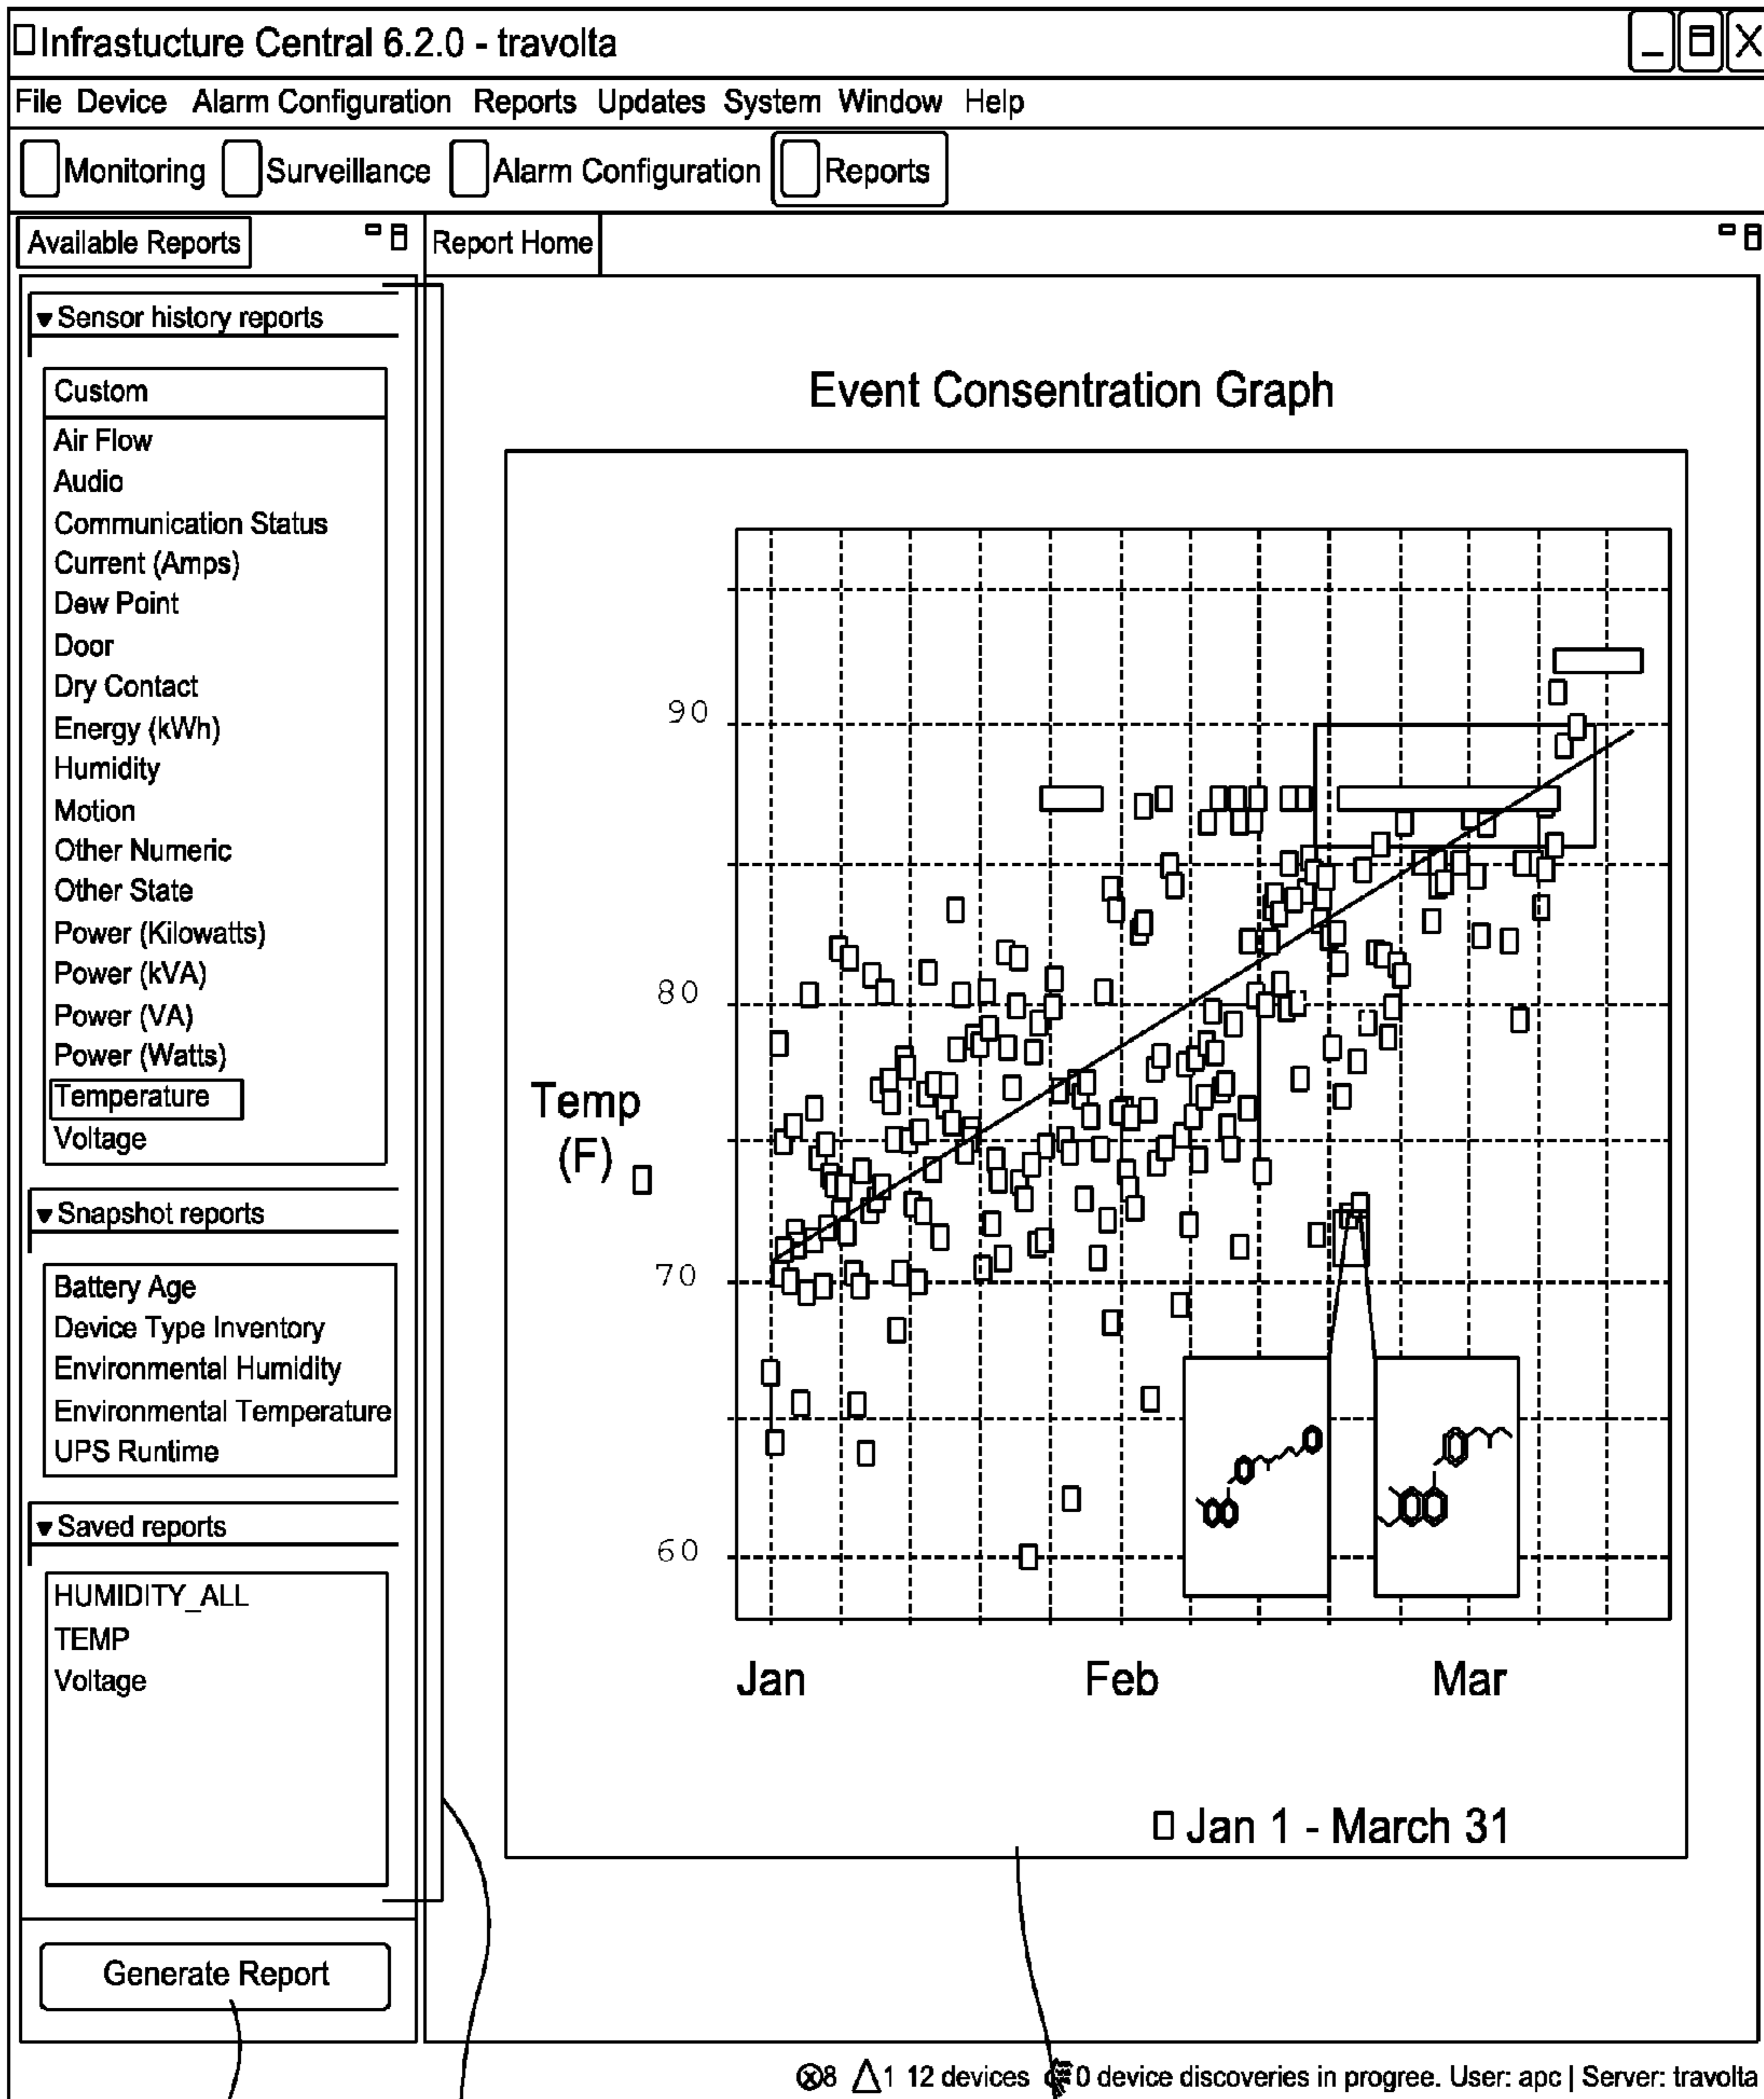 Infrastucture Central 6.2.0 - travolta
File Device Alarm Configuration Reports Updates System Window Help
Monitoring Surveillance Alarm Configuration Reports
Available Reports
Report Home
Sensor history reports
Custom
Air Flow
Audio
Communication Status
Current (Amps)
Dew Point
Door
Dry Contact
Energy (kWh)
Humidity
Motion
Other Numeric
Other State
Power (Kilowatts)
Power (kVA)
Power (VA)
Power (Watts)
Temperature
Voltage
Snapshot reports
Battery Age
Device Type Inventory
Environmental Humidity
Environmental Temperature
UPS Runtime
Saved reports
HUMIDITY_ALL
TEMP
Voltage
Generate Report
Event Consentration Graph
90
80
70
60
Temp
(F)
Jan Feb Mar
Jan 1 - March 31
8 1 12 devices 0 device discoveries in progree. User: apc | Server: travolta